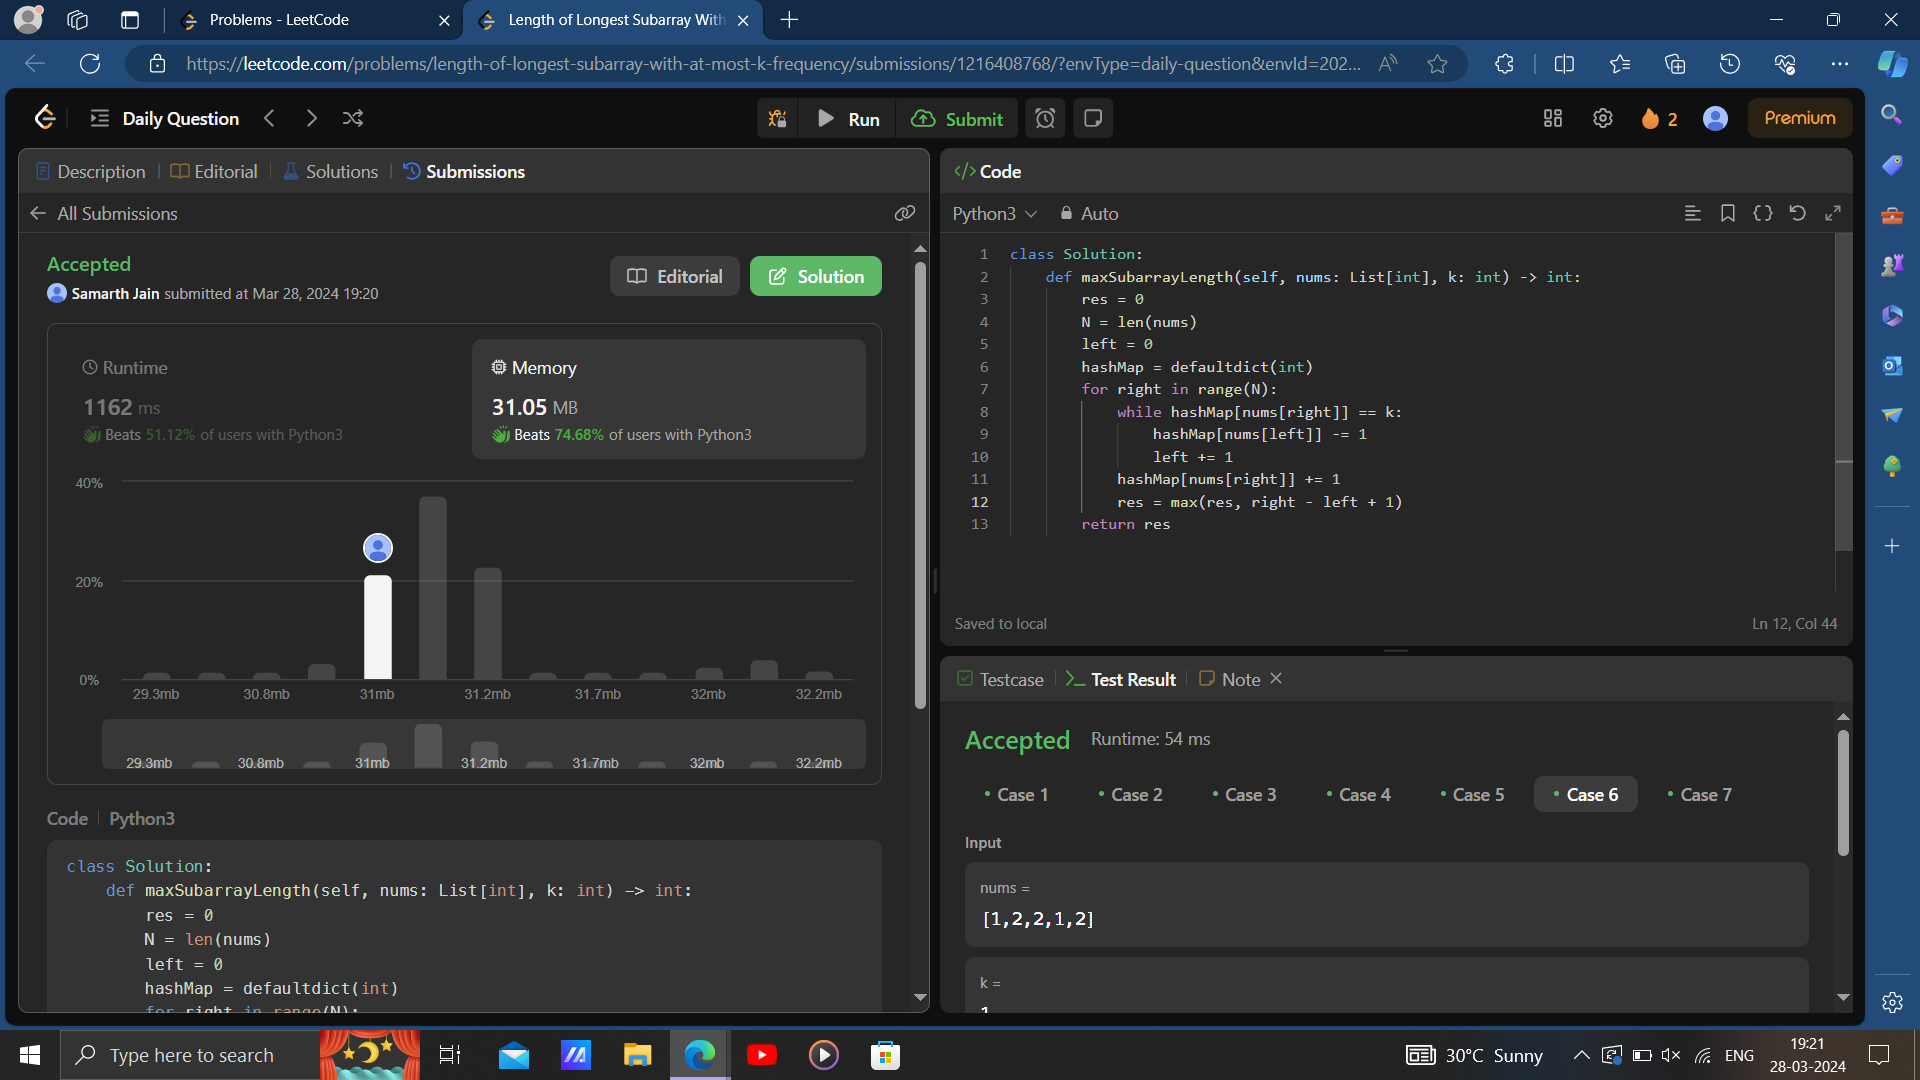 Problems - LeetCode
Length of Longest Subarray With
https://leetcode.com/problems/length-of-longest-subarray-with-at-most-k-frequency/submissions/1216408768/?envType=daily-question&envId=202...
Daily Question
Run
Submit
2
Premium
Description
Editorial
Solutions
Submissions
All Submissions
Accepted
Samarth Jain submitted at Mar 28, 2024 19:20
Editorial
Solution
Runtime
1162 ms
Beats 51.12% of users with Python3
Memory
31.05 MB
Beats 74.68% of users with Python3
40%
20%
0%
29.3mb 30.8mb 31mb 31.2mb 31.7mb 32mb 32.2mb
29.3mb 30.8mb 31mb 31.2mb 31.7mb 32mb 32.2mb
Code Python3
class Solution:
def maxSubarrayLength(self, nums: List[int], k: int) -> int:
res = 0
N = len(nums)
left = 0
hashMap = defaultdict(int)
for right in range(N):
</> Code
Python3
Auto
1 class Solution:
2 def maxSubarrayLength(self, nums: List[int], k: int) -> int:
3 res = 0
4 N = len(nums)
5 left = 0
6 hashMap = defaultdict(int)
7 for right in range(N):
8 while hashMap[nums[right]] == k:
9 hashMap[nums[left]] -= 1
10 left += 1
11 hashMap[nums[right]] += 1
12 res = max(res, right - left + 1)
13 return res
Saved to local
Ln 12, Col 44
Testcase
Test Result
Note
Accepted Runtime: 54 ms
Case 1
Case 2
Case 3
Case 4
Case 5
Case 6
Case 7
Input
nums =
[1,2,2,1,2]
k =
1
Type here to search
30°C Sunny
ENG
19:21
28-03-2024